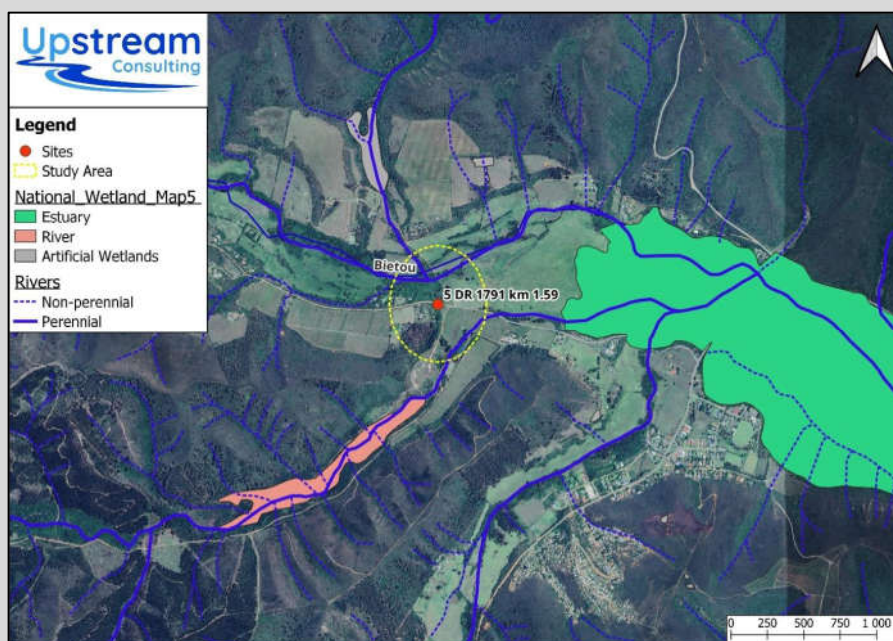 Upstream
Consulting
Legend
Sites
Study Area
National_Wetland_Map5
Estuary
River
Artificial Wetlands
Rivers
Non-perennial
Perennial
Bietou
5 DR 1791 km 1.59
0 250 500 750 1 000